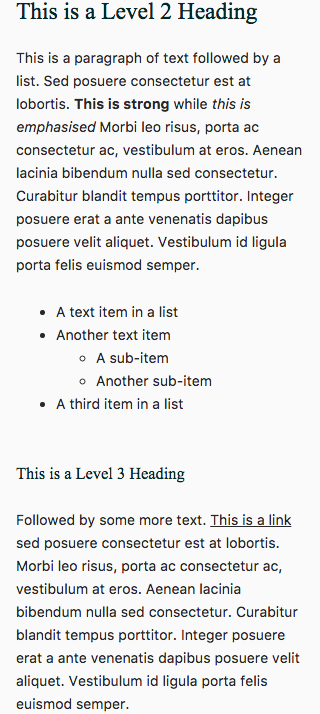 This is a Level 2 Heading
This is a paragraph of text followed by a
list. Sed posuere consectetur est at
lobortis. This is strong while this is
emphasised Morbi leo risus, porta ac
consectetur ac, vestibulum at eros. Aenean
lacinia bibendum nulla sed consectetur.
Curabitur blandit tempus porttitor. Integer
posuere erat a ante venenatis dapibus
posuere velit aliquet. Vestibulum id ligula
porta felis euismod semper.
A text item in a list
Another text item
A sub-item
Another sub-item
A third item in a list
This is a Level 3 Heading
Followed by some more text. This is a link
sed posuere consectetur est at lobortis.
Morbi leo risus, porta ac consectetur ac,
vestibulum at eros. Aenean lacinia
bibendum nulla sed consectetur. Curabitur
blandit tempus porttitor. Integer posuere
erat a ante venenatis dapibus posuere velit
aliquet. Vestibulum id ligula porta felis
euismod semper.